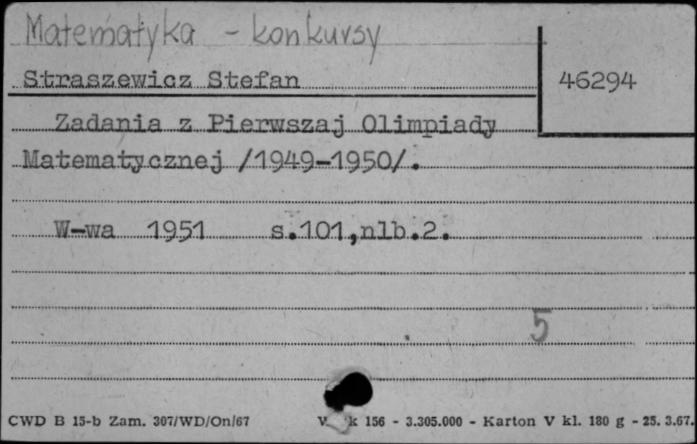 Matematyka - konkursy
Straszewicz Stefan
46294
Zadania z Pierwszaj Olimpiady
Matematycznej /1949-1950/.
W-wa 1951 s.101,nlb.2.
5
CWD B 15-b Zam. 307/WD/On/67 156 - 3.305.000 - Karton V kl. 180 g - 25. 3.67.